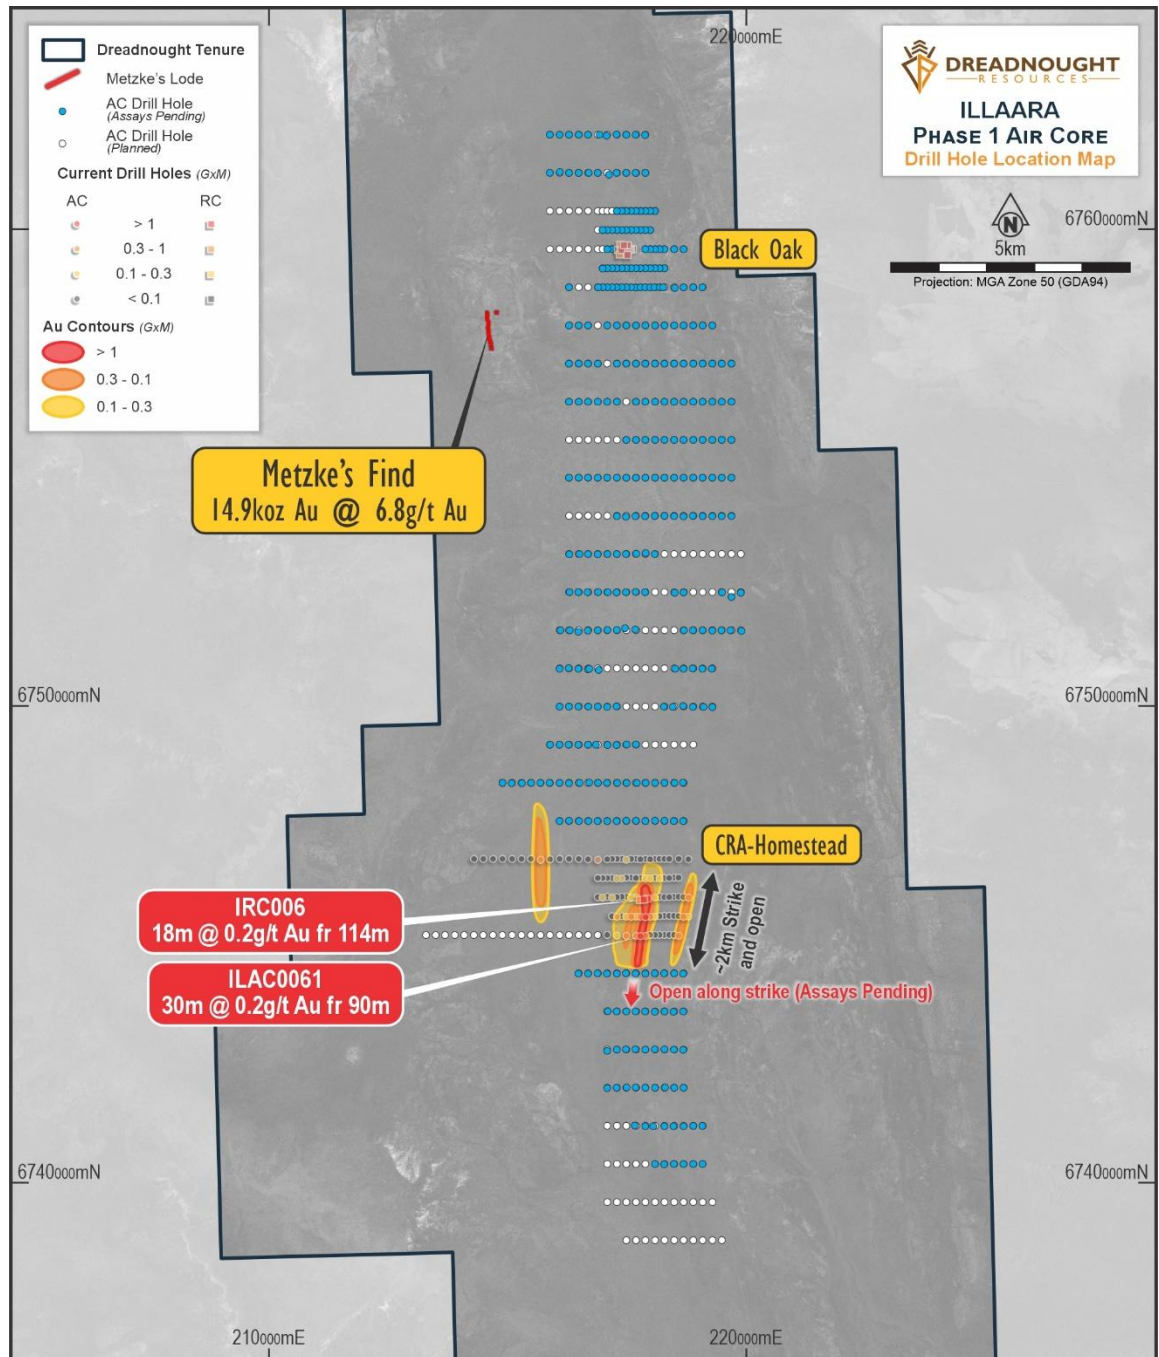 220000mE
Dreadnought Tenure
Metzke's Lode
AC Drill Hole
(Assays Pending)
AC Drill Hole
(Planned)
Current Drill Holes (GxM)
AC RC
> 1
0.3 - 1
0.1 - 0.3
< 0.1
Au Contours (GxM)
> 1
0.3 - 0.1
0.1 - 0.3
DREADNOUGHT
RESOURCES
ILLAARA
PHASE 1 AIR CORE
Drill Hole Location Map
N
5km
Projection: MGA Zone 50 (GDA94)
6760000mN
Black Oak
Metzke's Find
14.9koz Au @ 6.8g/t Au
6750000mN
6750000mN
CRA-Homestead
~2km Strike
and open
IRC006
18m @ 0.2g/t Au fr 114m
ILAC0061
30m @ 0.2g/t Au fr 90m
Open along strike (Assays Pending)
6740000mN
6740000mN
210000mE
220000mE